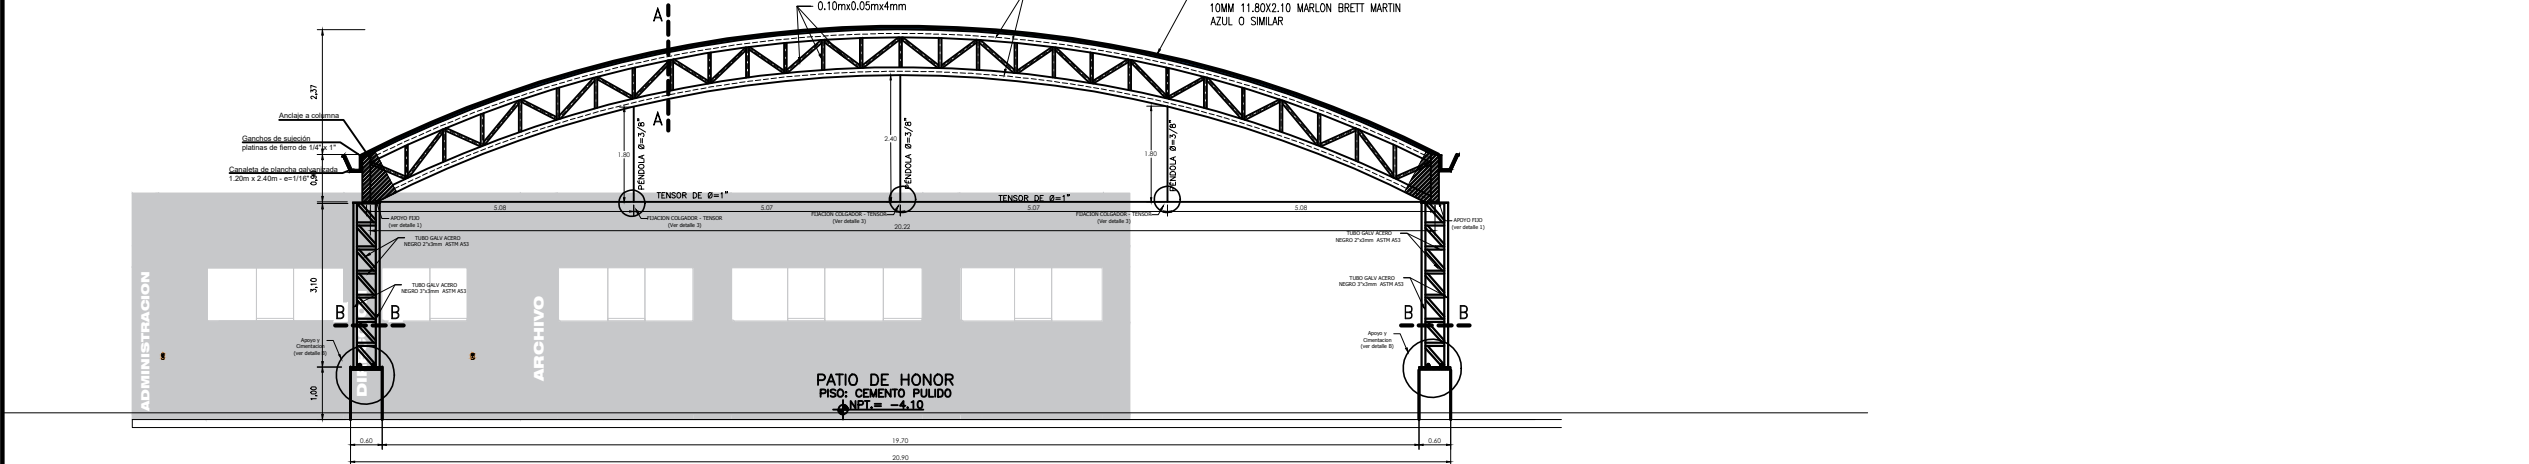 A
0.10mx0.05mx4mm
10MM 11.80X2.10 MARLON BRETT MARTIN
AZUL O SIMILAR
2,37
Anclaje a columna
A
Ganchos de sujeción
platinas de fierro de 1/4" x 1"
Canaleta de plancha galvanizada
1.20m x 2.40m - e=1/16"
1.80
PÉNDOLA Ø=3/8"
2.40
PÉNDOLA Ø=3/8"
1.80
PÉNDOLA Ø=3/8"
TENSOR DE Ø=1"
TENSOR DE Ø=1"
5.08
5.07
5.07
5.08
APOYO FIJO
(ver detalle 1)
FIJACION COLGADOR - TENSOR
(Ver detalle 3)
FIJACION COLGADOR - TENSOR
(Ver detalle 3)
FIJACION COLGADOR - TENSOR
(Ver detalle 3)
APOYO FIJO
(ver detalle 1)
20.22
TUBO GALV ACERO
NEGRO 2"x3mm ASTM A53
TUBO GALV ACERO
NEGRO 2"x3mm ASTM A53
3,10
TUBO GALV ACERO
NEGRO 3"x3mm ASTM A53
TUBO GALV ACERO
NEGRO 3"x3mm ASTM A53
B
B
B
B
Apoyo y
Cimentacion
(ver detalle B)
Apoyo y
Cimentacion
(ver detalle B)
ADMINISTRACION
ARCHIVO
1,00
PATIO DE HONOR
PISO: CEMENTO PULIDO
NPT.= -4.10
0.60
19.70
0.60
20.90